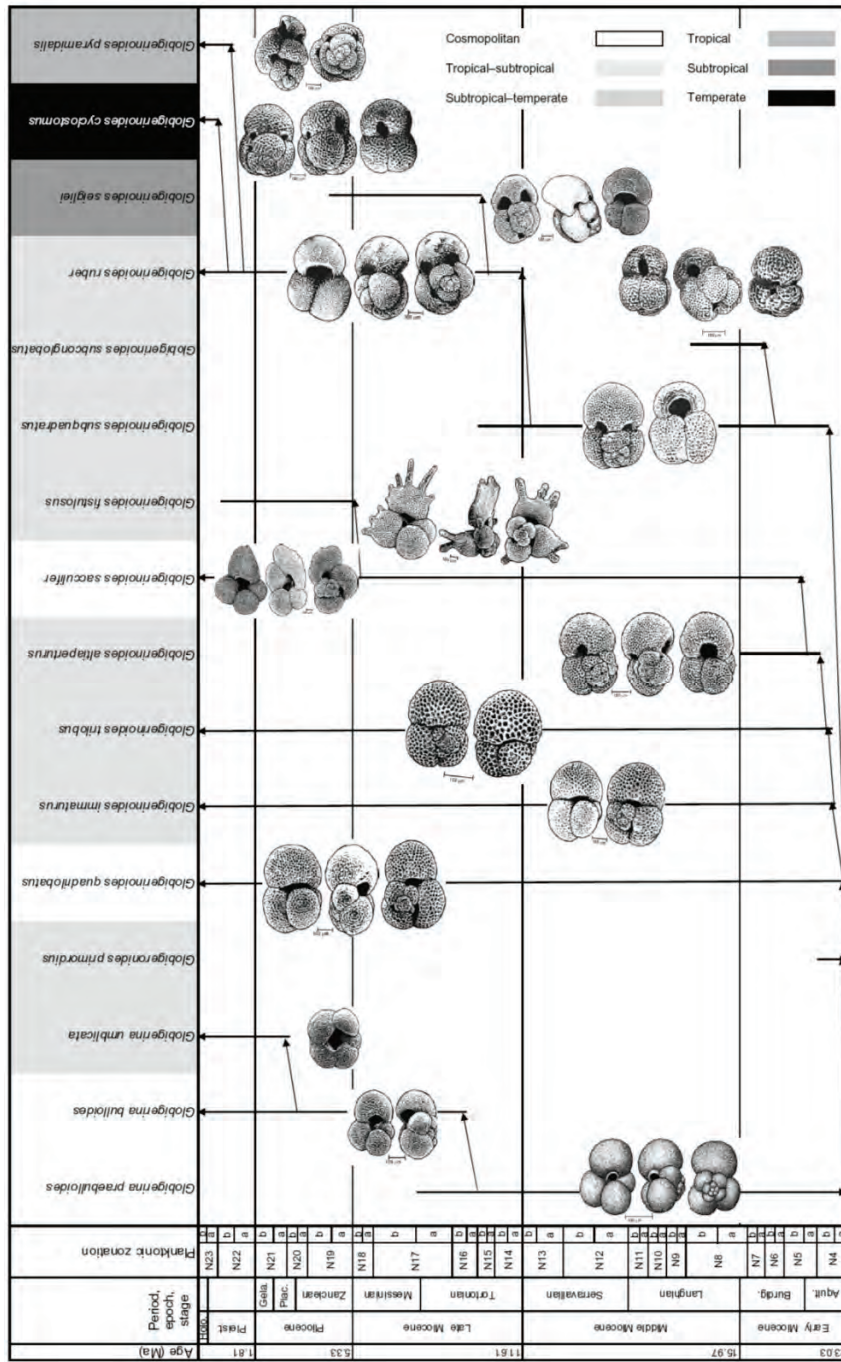 Cosmopolitan
Tropical
Tropical–subtropical
Subtropical
Subtropical–temperate
Temperate
Globigerinoides pyramidalis
Globigerinoides cyclostomus
Globigerinoides seigliei
Globigerinoides ruber
Globigerinoides subconglobatus
Globigerinoides subquadratus
Globigerinoides fistulosus
Globigerinoides sacculifer
Globigerinoides altiaperturus
Globigerinoides trilobus
Globigerinoides immaturus
Globigerinoides quadrilobatus
Globigeronoides primordius
Globigerina umbilicata
Globigerina bulloides
Globigerina praebulloides
Planktonic zonation
b a b a b a b a b a b a b a b a b a b a b a b a b a b a b a b a b a b a
N23 N22 N21 N20 N19 N18 N17 N16 N15 N14 N13 N12 N11 N10 N9 N8 N7 N6 N5 N4
Period, epoch, stage
Gela. Piac. Zanclean Messinian Tortonian Serravallian Langhian Burdig. Aquit.
Holo. Pleist. Pliocene Late Miocene Middle Miocene Early Miocene
Age (Ma)
1.81 5.33 11.61 15.97 3.03